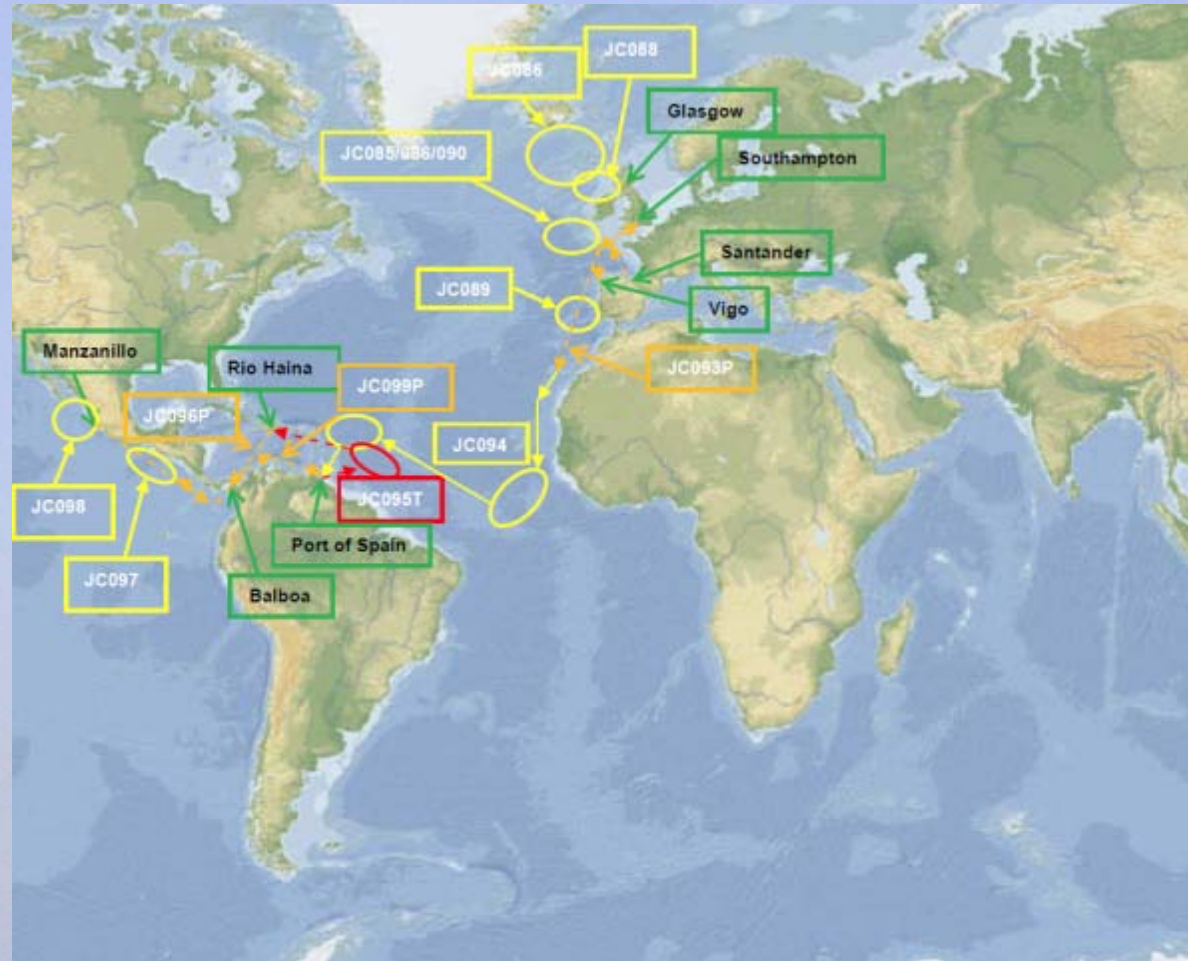 JC088
JC086
Glasgow
JC085/086/090
Southampton
Santander
JC089
Vigo
Manzanillo
Rio Haina
JC093P
JC099P
JC096P
JC094
JC098
JC095T
Port of Spain
JC097
Balboa